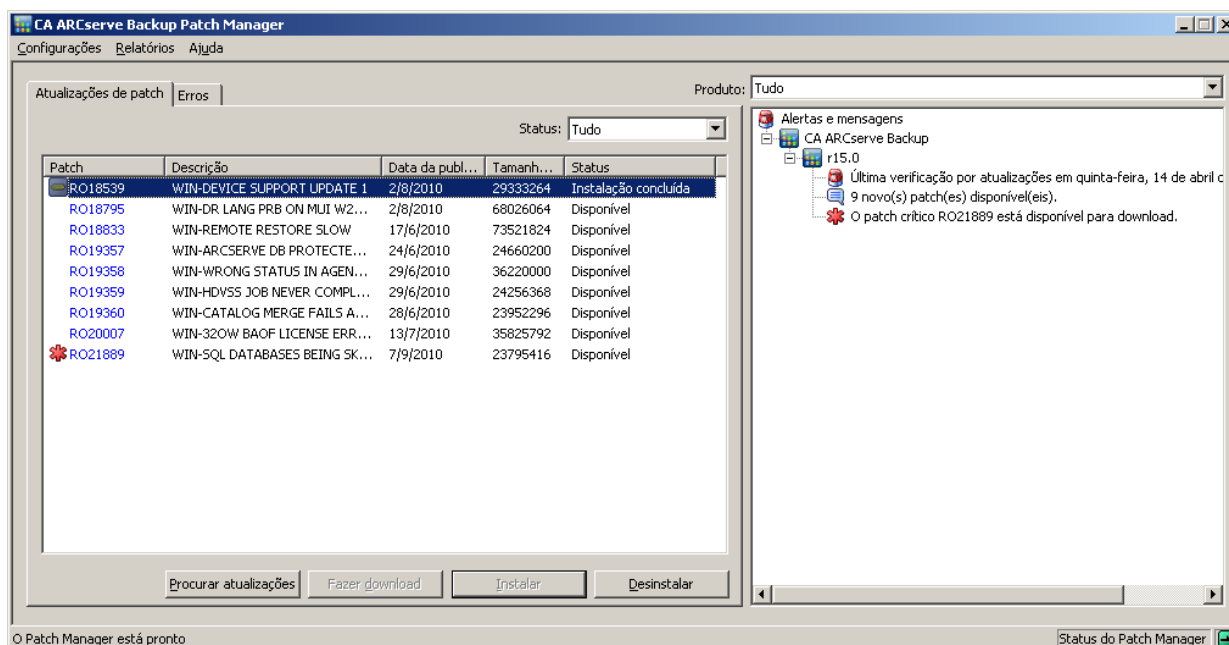 CA ARCserve Backup Patch Manager
Configurações Relatórios Ajuda
Atualizações de patch Erros
Produto: Tudo
Status: Tudo
Patch Descrição Data da publ... Tamanh... Status
RO18539 WIN-DEVICE SUPPORT UPDATE 1 2/8/2010 29333264 Instalação concluída
RO18795 WIN-DR LANG PRB ON MUI W2... 2/8/2010 68026064 Disponível
RO18833 WIN-REMOTE RESTORE SLOW 17/6/2010 73521824 Disponível
RO19357 WIN-ARCSERVE DB PROTECTE... 24/6/2010 24660200 Disponível
RO19358 WIN-WRONG STATUS IN AGEN... 29/6/2010 36220000 Disponível
RO19359 WIN-HDVSS JOB NEVER COMPL... 29/6/2010 24256368 Disponível
RO19360 WIN-CATALOG MERGE FAILS A... 28/6/2010 23952296 Disponível
RO20007 WIN-32OW BAOF LICENSE ERR... 13/7/2010 35825792 Disponível
RO21889 WIN-SQL DATABASES BEING SK... 7/9/2010 23795416 Disponível
Procurar atualizações Fazer download Instalar Desinstalar
Alertas e mensagens
CA ARCserve Backup
r15.0
Última verificação por atualizações em quinta-feira, 14 de abril
9 novo(s) patch(es) disponível(eis).
O patch crítico RO21889 está disponível para download.
O Patch Manager está pronto
Status do Patch Manager